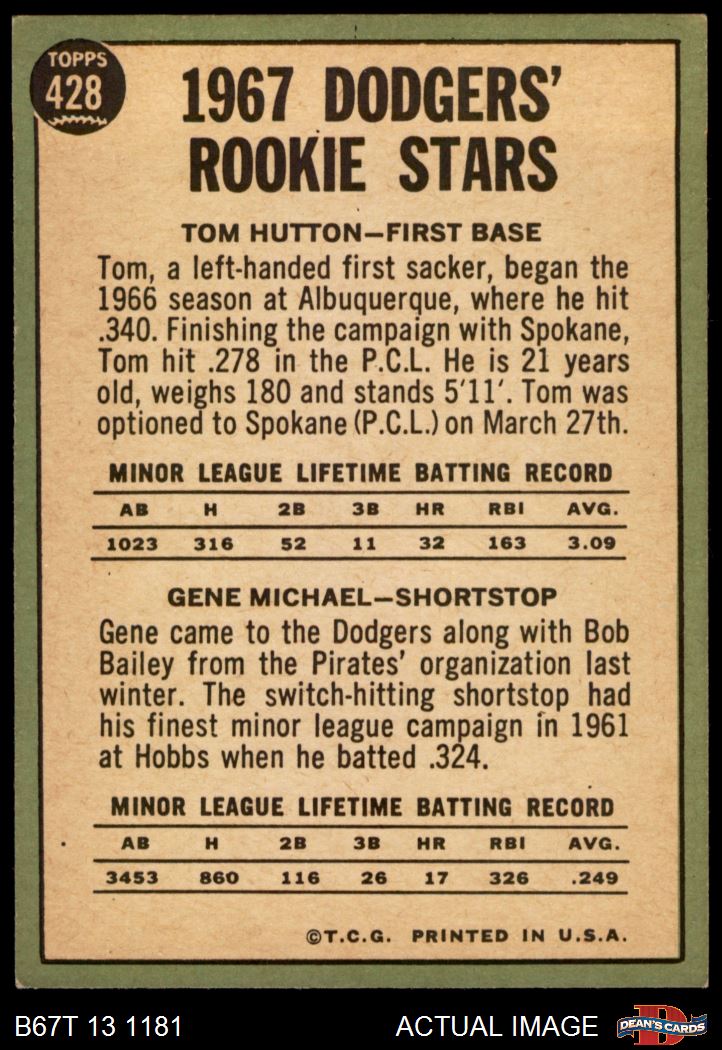 TOPPS
428
1967 DODGERS'
ROOKIE STARS
TOM HUTTON—FIRST BASE
Tom, a left-handed first sacker, began the
1966 season at Albuquerque, where he hit
.340. Finishing the campaign with Spokane,
Tom hit .278 in the P.C.L. He is 21 years
old, weighs 180 and stands 5'11'. Tom was
optioned to Spokane (P.C.L.) on March 27th.
MINOR LEAGUE LIFETIME BATTING RECORD
AB H 2B 3B HR RBI AVG.
1023 316 52 11 32 163 3.09
GENE MICHAEL—SHORTSTOP
Gene came to the Dodgers along with Bob
Bailey from the Pirates' organization last
winter. The switch-hitting shortstop had
his finest minor league campaign in 1961
at Hobbs when he batted .324.
MINOR LEAGUE LIFETIME BATTING RECORD
AB H 2B 3B HR RBI AVG.
3453 860 116 26 17 326 .249
©T.C.G. PRINTED IN U.S.A.
B67T 13 1181 ACTUAL IMAGE D DEAN'S CARDS